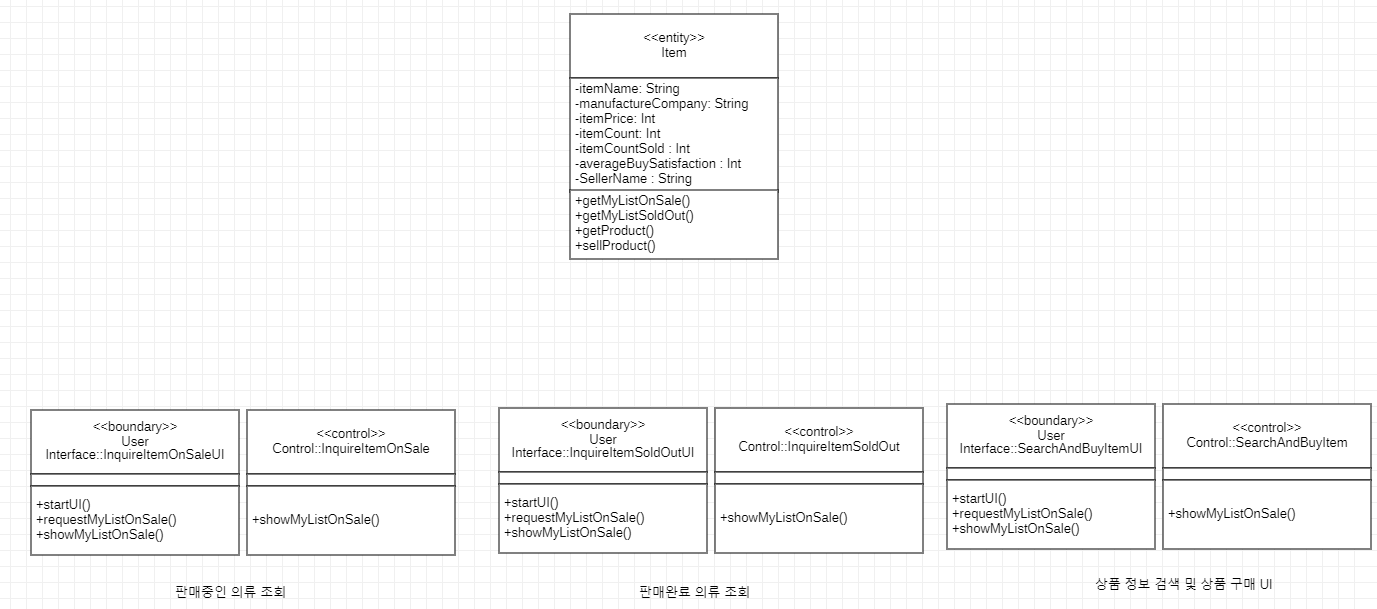 <<entity>>
Item
-itemName: String
-manufactureCompany: String
-itemPrice: Int
-itemCount: Int
-itemCountSold : Int
-averageBuySatisfaction : Int
-SellerName : String
+getMyListOnSale()
+getMyListSoldOut()
+getProduct()
+sellProduct()
<<boundary>>
User
Interface::InquireItemOnSaleUI
+startUI()
+requestMyListOnSale()
+showMyListOnSale()
<<control>>
Control::InquireItemOnSale
+showMyListOnSale()
판매중인 의류 조회
<<boundary>>
User
Interface::InquireItemSoldOutUI
+startUI()
+requestMyListOnSale()
+showMyListOnSale()
<<control>>
Control::InquireItemSoldOut
+showMyListOnSale()
판매완료 의류 조회
<<boundary>>
User
Interface::SearchAndBuyItemUI
+startUI()
+requestMyListOnSale()
+showMyListOnSale()
<<control>>
Control::SearchAndBuyItem
+showMyListOnSale()
상품 정보 검색 및 상품 구매 UI